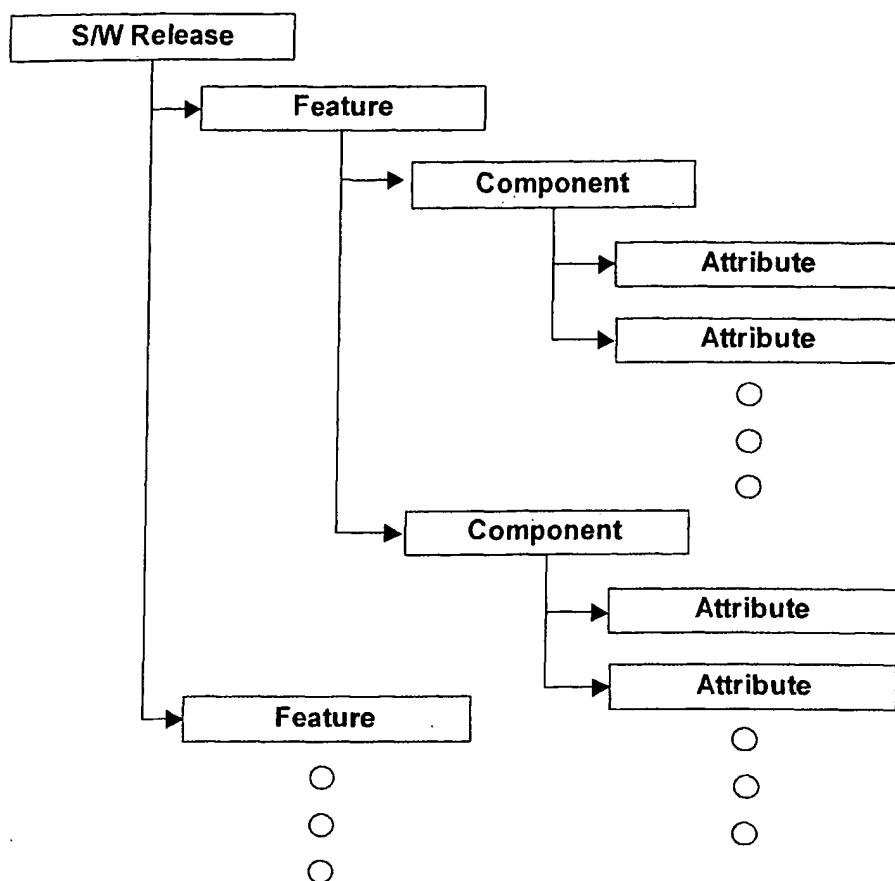 S/W Release
Feature
Component
Attribute
Attribute
Component
Attribute
Attribute
Feature